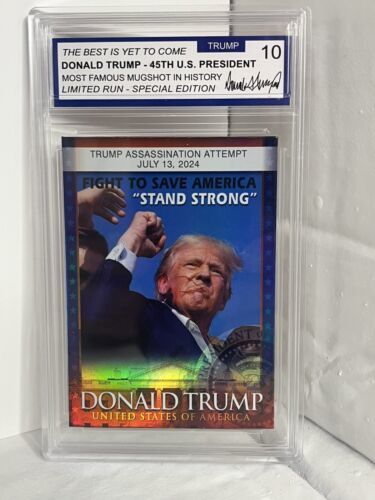 THE BEST IS YET TO COME
TRUMP
10
DONALD TRUMP - 45TH U.S. PRESIDENT
MOST FAMOUS MUGSHOT IN HISTORY
LIMITED RUN - SPECIAL EDITION
TRUMP ASSASSINATION ATTEMPT
JULY 13, 2024
FIGHT TO SAVE AMERICA
"STAND STRONG"
DONALD TRUMP
UNITED STATES OF AMERICA